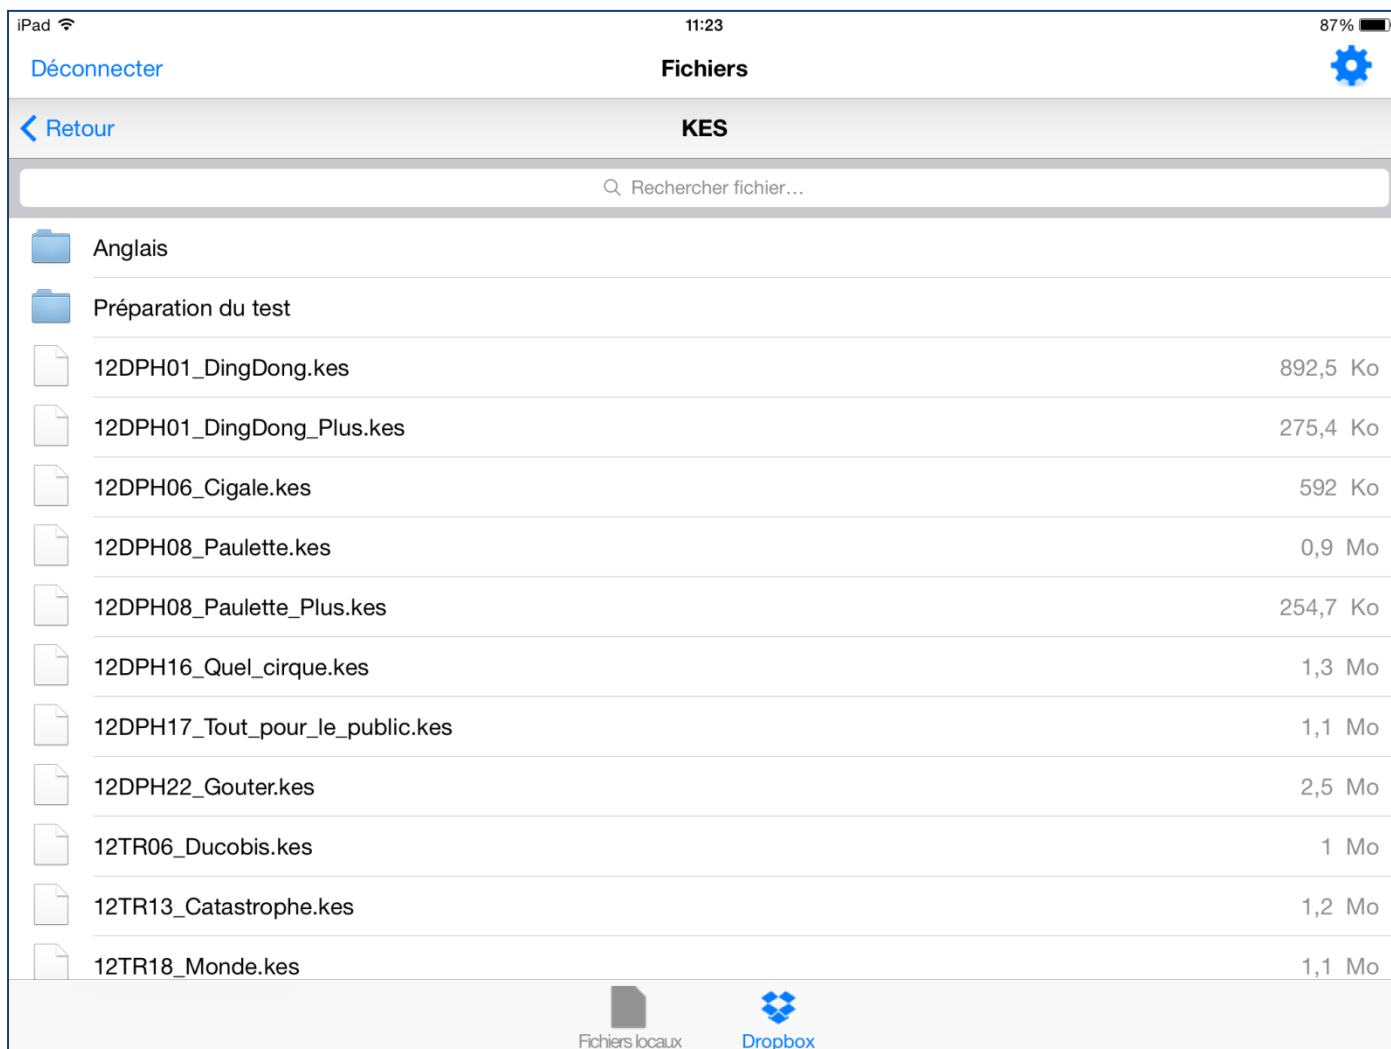 iPad 11:23 87%
Déconnecter Fichiers
Retour KES
Rechercher fichier...
Anglais
Préparation du test
12DPH01_DingDong.kes 892,5 Ko
12DPH01_DingDong_Plus.kes 275,4 Ko
12DPH06_Cigale.kes 592 Ko
12DPH08_Paulette.kes 0,9 Mo
12DPH08_Paulette_Plus.kes 254,7 Ko
12DPH16_Quel_cirque.kes 1,3 Mo
12DPH17_Tout_pour_le_public.kes 1,1 Mo
12DPH22_Gouter.kes 2,5 Mo
12TR06_Ducobis.kes 1 Mo
12TR13_Catastrophe.kes 1,2 Mo
12TR18_Monde.kes 1,1 Mo
Fichiers locaux Dropbox